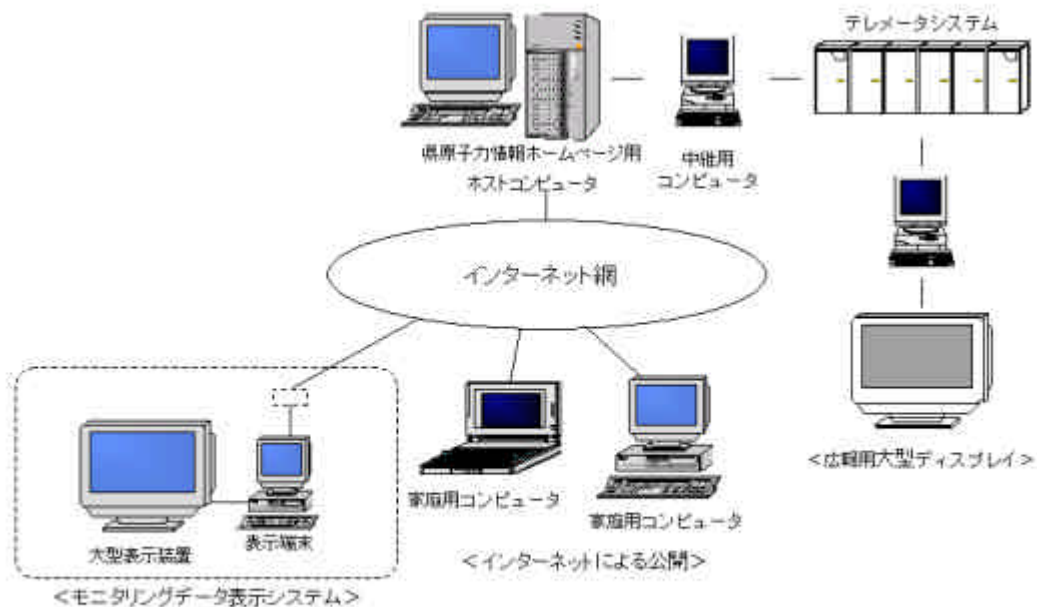 テレメータシステム
県原子力情報ホームページ用
ホストコンピュータ
中継用
コンピュータ
インターネット網
<広報用大型ディスプレイ>
家庭用コンピュータ
家庭用コンピュータ
大型表示装置
表示端末
<インターネットによる公開>
<モニタリングデータ表示システム>